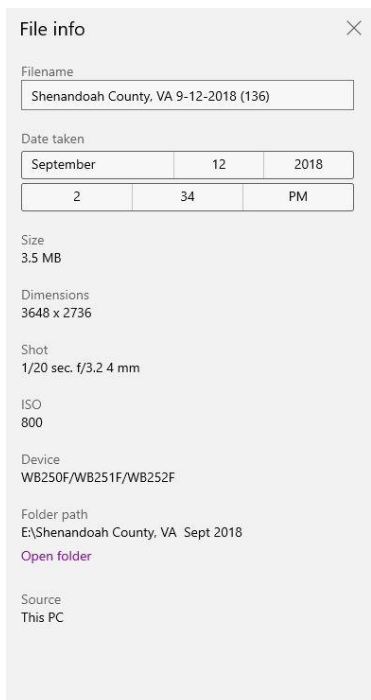 File info
Filename
Shenandoah County, VA 9-12-2018 (136)
Date taken
September 12 2018
2 34 PM
Size
3.5 MB
Dimensions
3648 x 2736
Shot
1/20 sec. f/3.2 4 mm
ISO
800
Device
WB250F/WB251F/WB252F
Folder path
E:\Shenandoah County, VA  Sept 2018
Open folder
Source
This PC